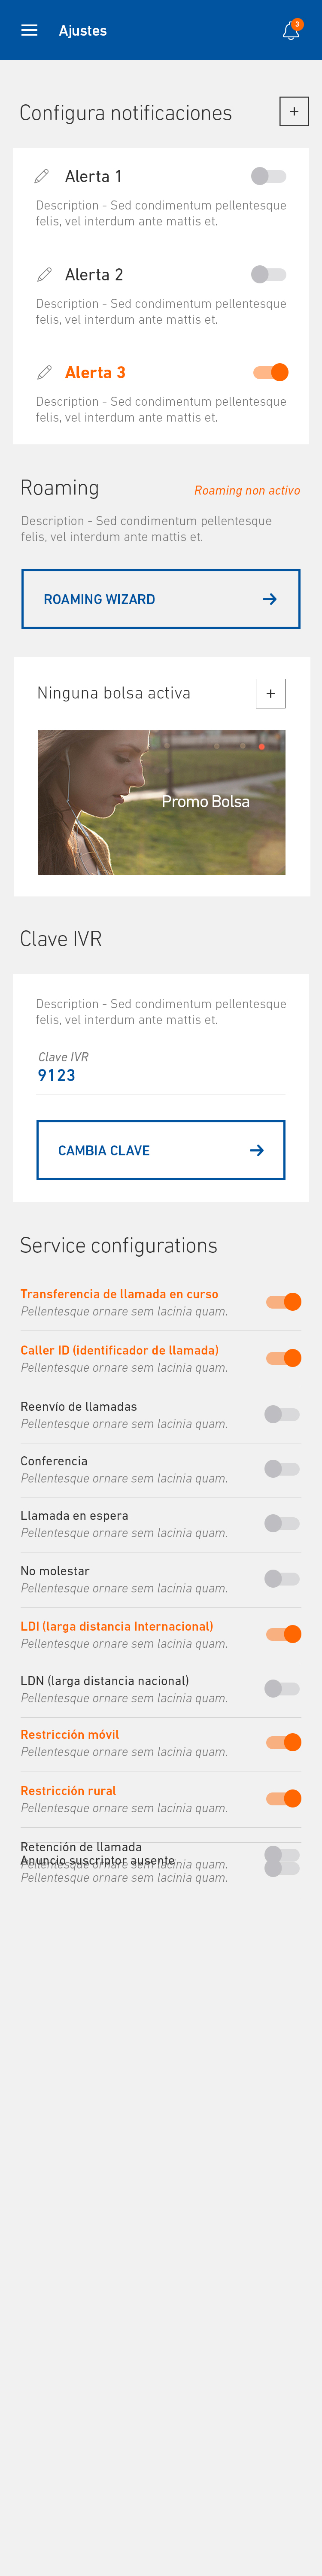 Ajustes
3
Configura notificaciones
+
Alerta 1
Description - Sed condimentum pellentesque
felis, vel interdum ante mattis et.
Alerta 2
Description - Sed condimentum pellentesque
felis, vel interdum ante mattis et.
Alerta 3
Description - Sed condimentum pellentesque
felis, vel interdum ante mattis et.
Roaming
Roaming non activo
Description - Sed condimentum pellentesque
felis, vel interdum ante mattis et.
ROAMING WIZARD
Ninguna bolsa activa
+
Promo Bolsa
Clave IVR
Description - Sed condimentum pellentesque
felis, vel interdum ante mattis et.
Clave IVR
9123
CAMBIA CLAVE
Service configurations
Transferencia de llamada en curso
Pellentesque ornare sem lacinia quam.
Caller ID (identificador de llamada)
Pellentesque ornare sem lacinia quam.
Reenvío de llamadas
Pellentesque ornare sem lacinia quam.
Conferencia
Pellentesque ornare sem lacinia quam.
Llamada en espera
Pellentesque ornare sem lacinia quam.
No molestar
Pellentesque ornare sem lacinia quam.
LDI (larga distancia Internacional)
Pellentesque ornare sem lacinia quam.
LDN (larga distancia nacional)
Pellentesque ornare sem lacinia quam.
Restricción móvil
Pellentesque ornare sem lacinia quam.
Restricción rural
Pellentesque ornare sem lacinia quam.
Retención de llamada
Anuncio suscriptor ausente
Pellentesque ornare sem lacinia quam.
Pellentesque ornare sem lacinia quam.